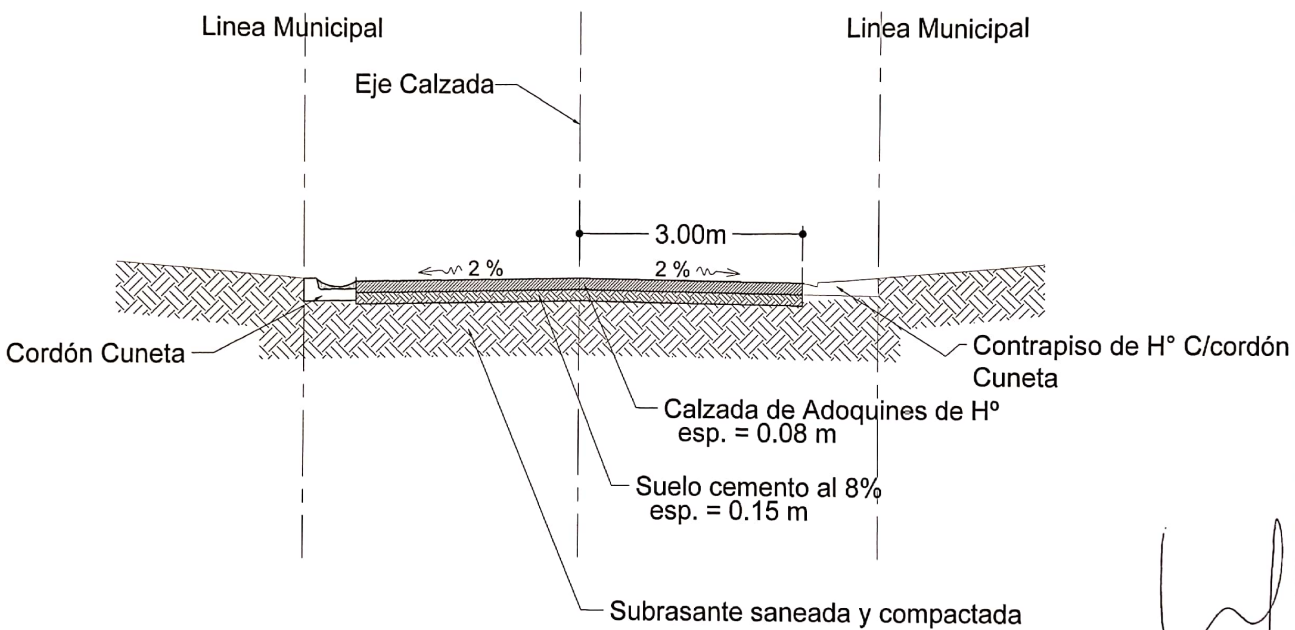 Linea Municipal
Linea Municipal
Eje Calzada
3.00m
2 %
2 %
Cordón Cuneta
Contrapiso de H° C/cordón
Cuneta
Calzada de Adoquines de Hº
esp. = 0.08 m
Suelo cemento al 8%
esp. = 0.15 m
Subrasante saneada y compactada